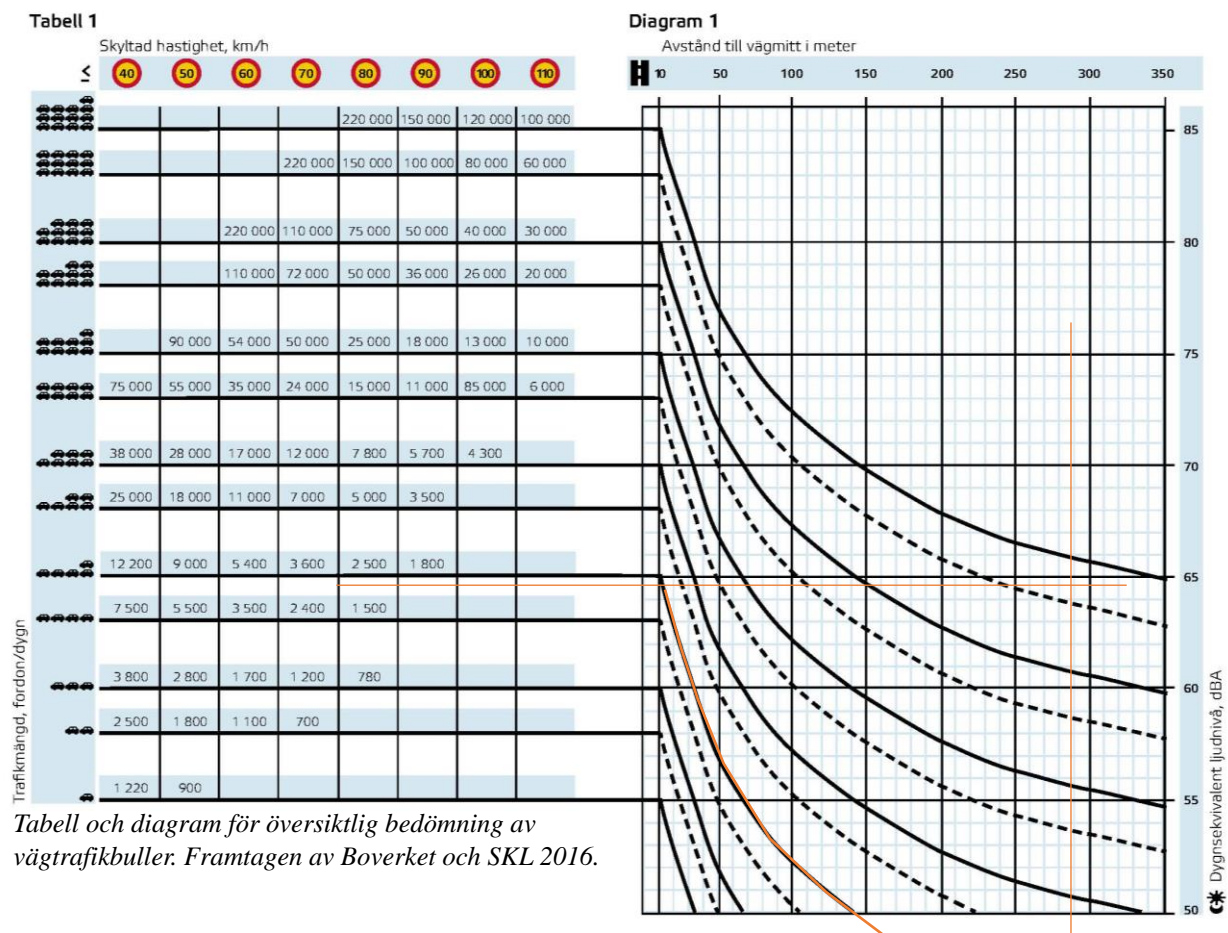 Tabell 1
Skyltad hastighet, km/h
≤ 40 50 60 70 80 90 100 110
220 000 150 000 120 000 100 000
220 000 150 000 100 000 80 000 60 000
220 000 110 000 75 000 50 000 40 000 30 000
110 000 72 000 50 000 36 000 26 000 20 000
90 000 54 000 50 000 25 000 18 000 13 000 10 000
75 000 55 000 35 000 24 000 15 000 11 000 85 000 6 000
38 000 28 000 17 000 12 000 7 800 5 700 4 300
25 000 18 000 11 000 7 000 5 000 3 500
12 200 9 000 5 400 3 600 2 500 1 800
7 500 5 500 3 500 2 400 1 500
3 800 2 800 1 700 1 200 780
2 500 1 800 1 100 700
1 220 900
Trafikmängd, fordon/dygn
Tabell och diagram för översiktlig bedömning av
vägtrafikbuller. Framtagen av Boverket och SKL 2016.
Diagram 1
Avstånd till vägmitt i meter
10 50 100 150 200 250 300 350
85
80
75
70
65
60
55
50
Dygnsekvivalent ljudnivå, dBA